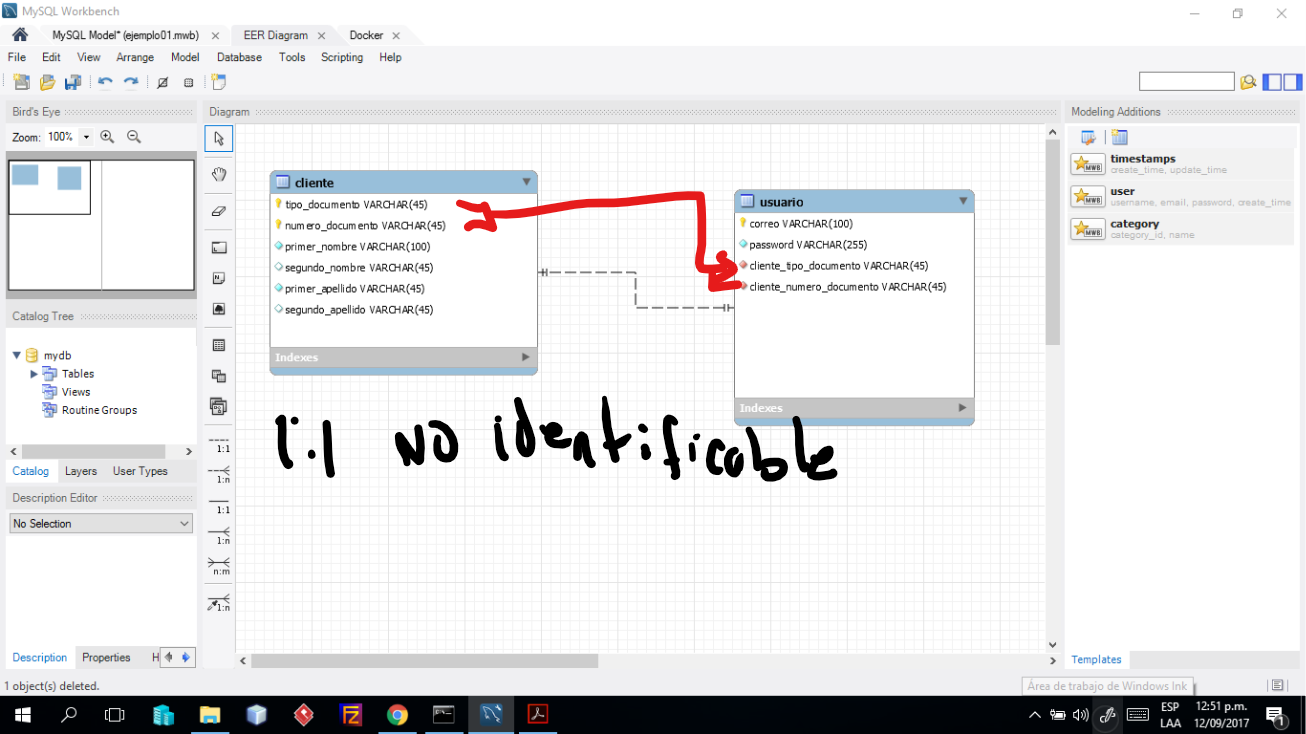 MySQL Workbench
MySQL Model* (ejemplo01.mwb) EER Diagram Docker
File Edit View Arrange Model Database Tools Scripting Help
Bird's Eye
Zoom: 100%
Catalog Tree
mydb
Tables
Views
Routine Groups
Catalog Layers User Types
Description Editor
No Selection
Description Properties H
Diagram
1:1
1:n
1:1
1:n
n:m
1:n
cliente
tipo_documento VARCHAR(45)
numero_documento VARCHAR(45)
primer_nombre VARCHAR(100)
segundo_nombre VARCHAR(45)
primer_apellido VARCHAR(45)
segundo_apellido VARCHAR(45)
Indexes
usuario
correo VARCHAR(100)
password VARCHAR(255)
cliente_tipo_documento VARCHAR(45)
cliente_numero_documento VARCHAR(45)
Indexes
1:1 NO identificable
Modeling Additions
timestamps
create_time, update_time
user
username, email, password, create_time
category
category_id, name
Templates
1 object(s) deleted.
Área de trabajo de Windows Ink
ESP
LAA
12:51 p.m.
12/09/2017
1